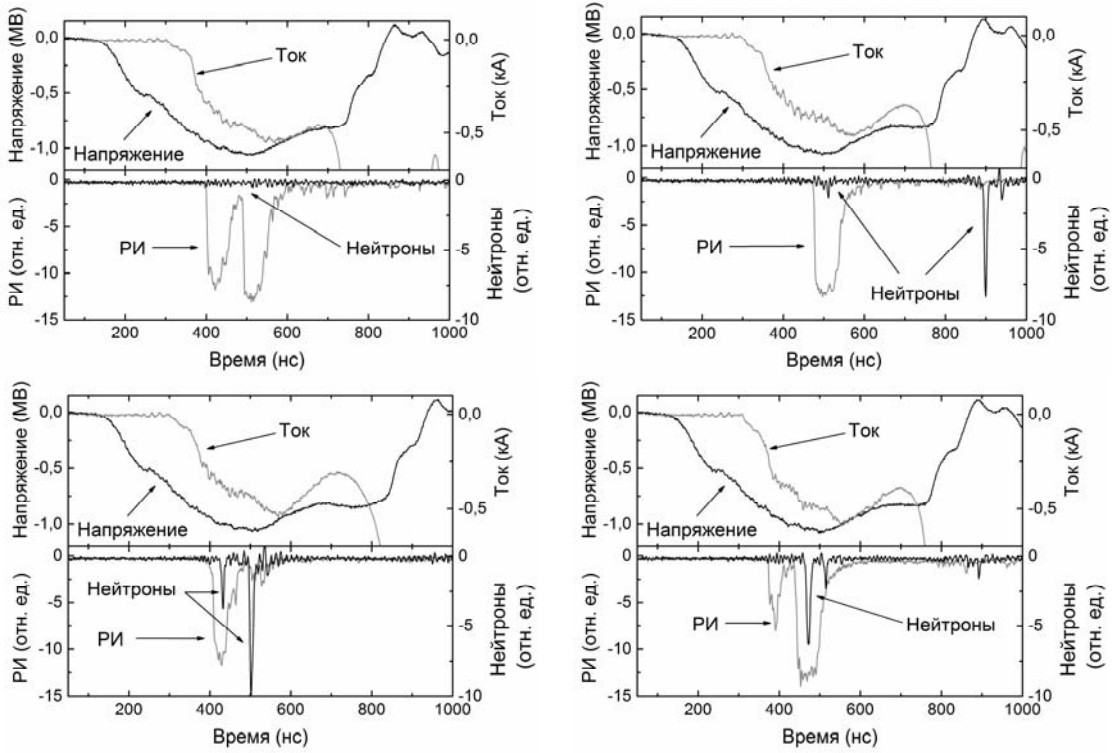 Напряжение (МВ)
0,0
-0,5
-1,0
Ток
Напряжение
0,0
-0,5
Ток (кА)
РИ (отн. ед.)
0
-5
-10
-15
РИ
Нейтроны
0
-5
-10
Нейтроны
(отн. ед.)
200 400 600 800 1000
Время (нс)
Напряжение (МВ)
0,0
-0,5
-1,0
Ток
Напряжение
0,0
-0,5
Ток (кА)
РИ (отн. ед.)
0
-5
-10
-15
РИ
Нейтроны
0
-5
-10
Нейтроны
(отн. ед.)
200 400 600 800 1000
Время (нс)
Напряжение (МВ)
0,0
-0,5
-1,0
Ток
Напряжение
0,0
-0,5
Ток (кА)
РИ (отн. ед.)
0
-5
-10
-15
Нейтроны
РИ
0
-5
-10
Нейтроны
(отн. ед.)
200 400 600 800 1000
Время (нс)
Напряжение (МВ)
0,0
-0,5
-1,0
Ток
Напряжение
0,0
-0,5
Ток (кА)
РИ (отн. ед.)
0
-5
-10
-15
РИ
Нейтроны
0
-5
-10
Нейтроны
(отн. ед.)
200 400 600 800 1000
Время (нс)